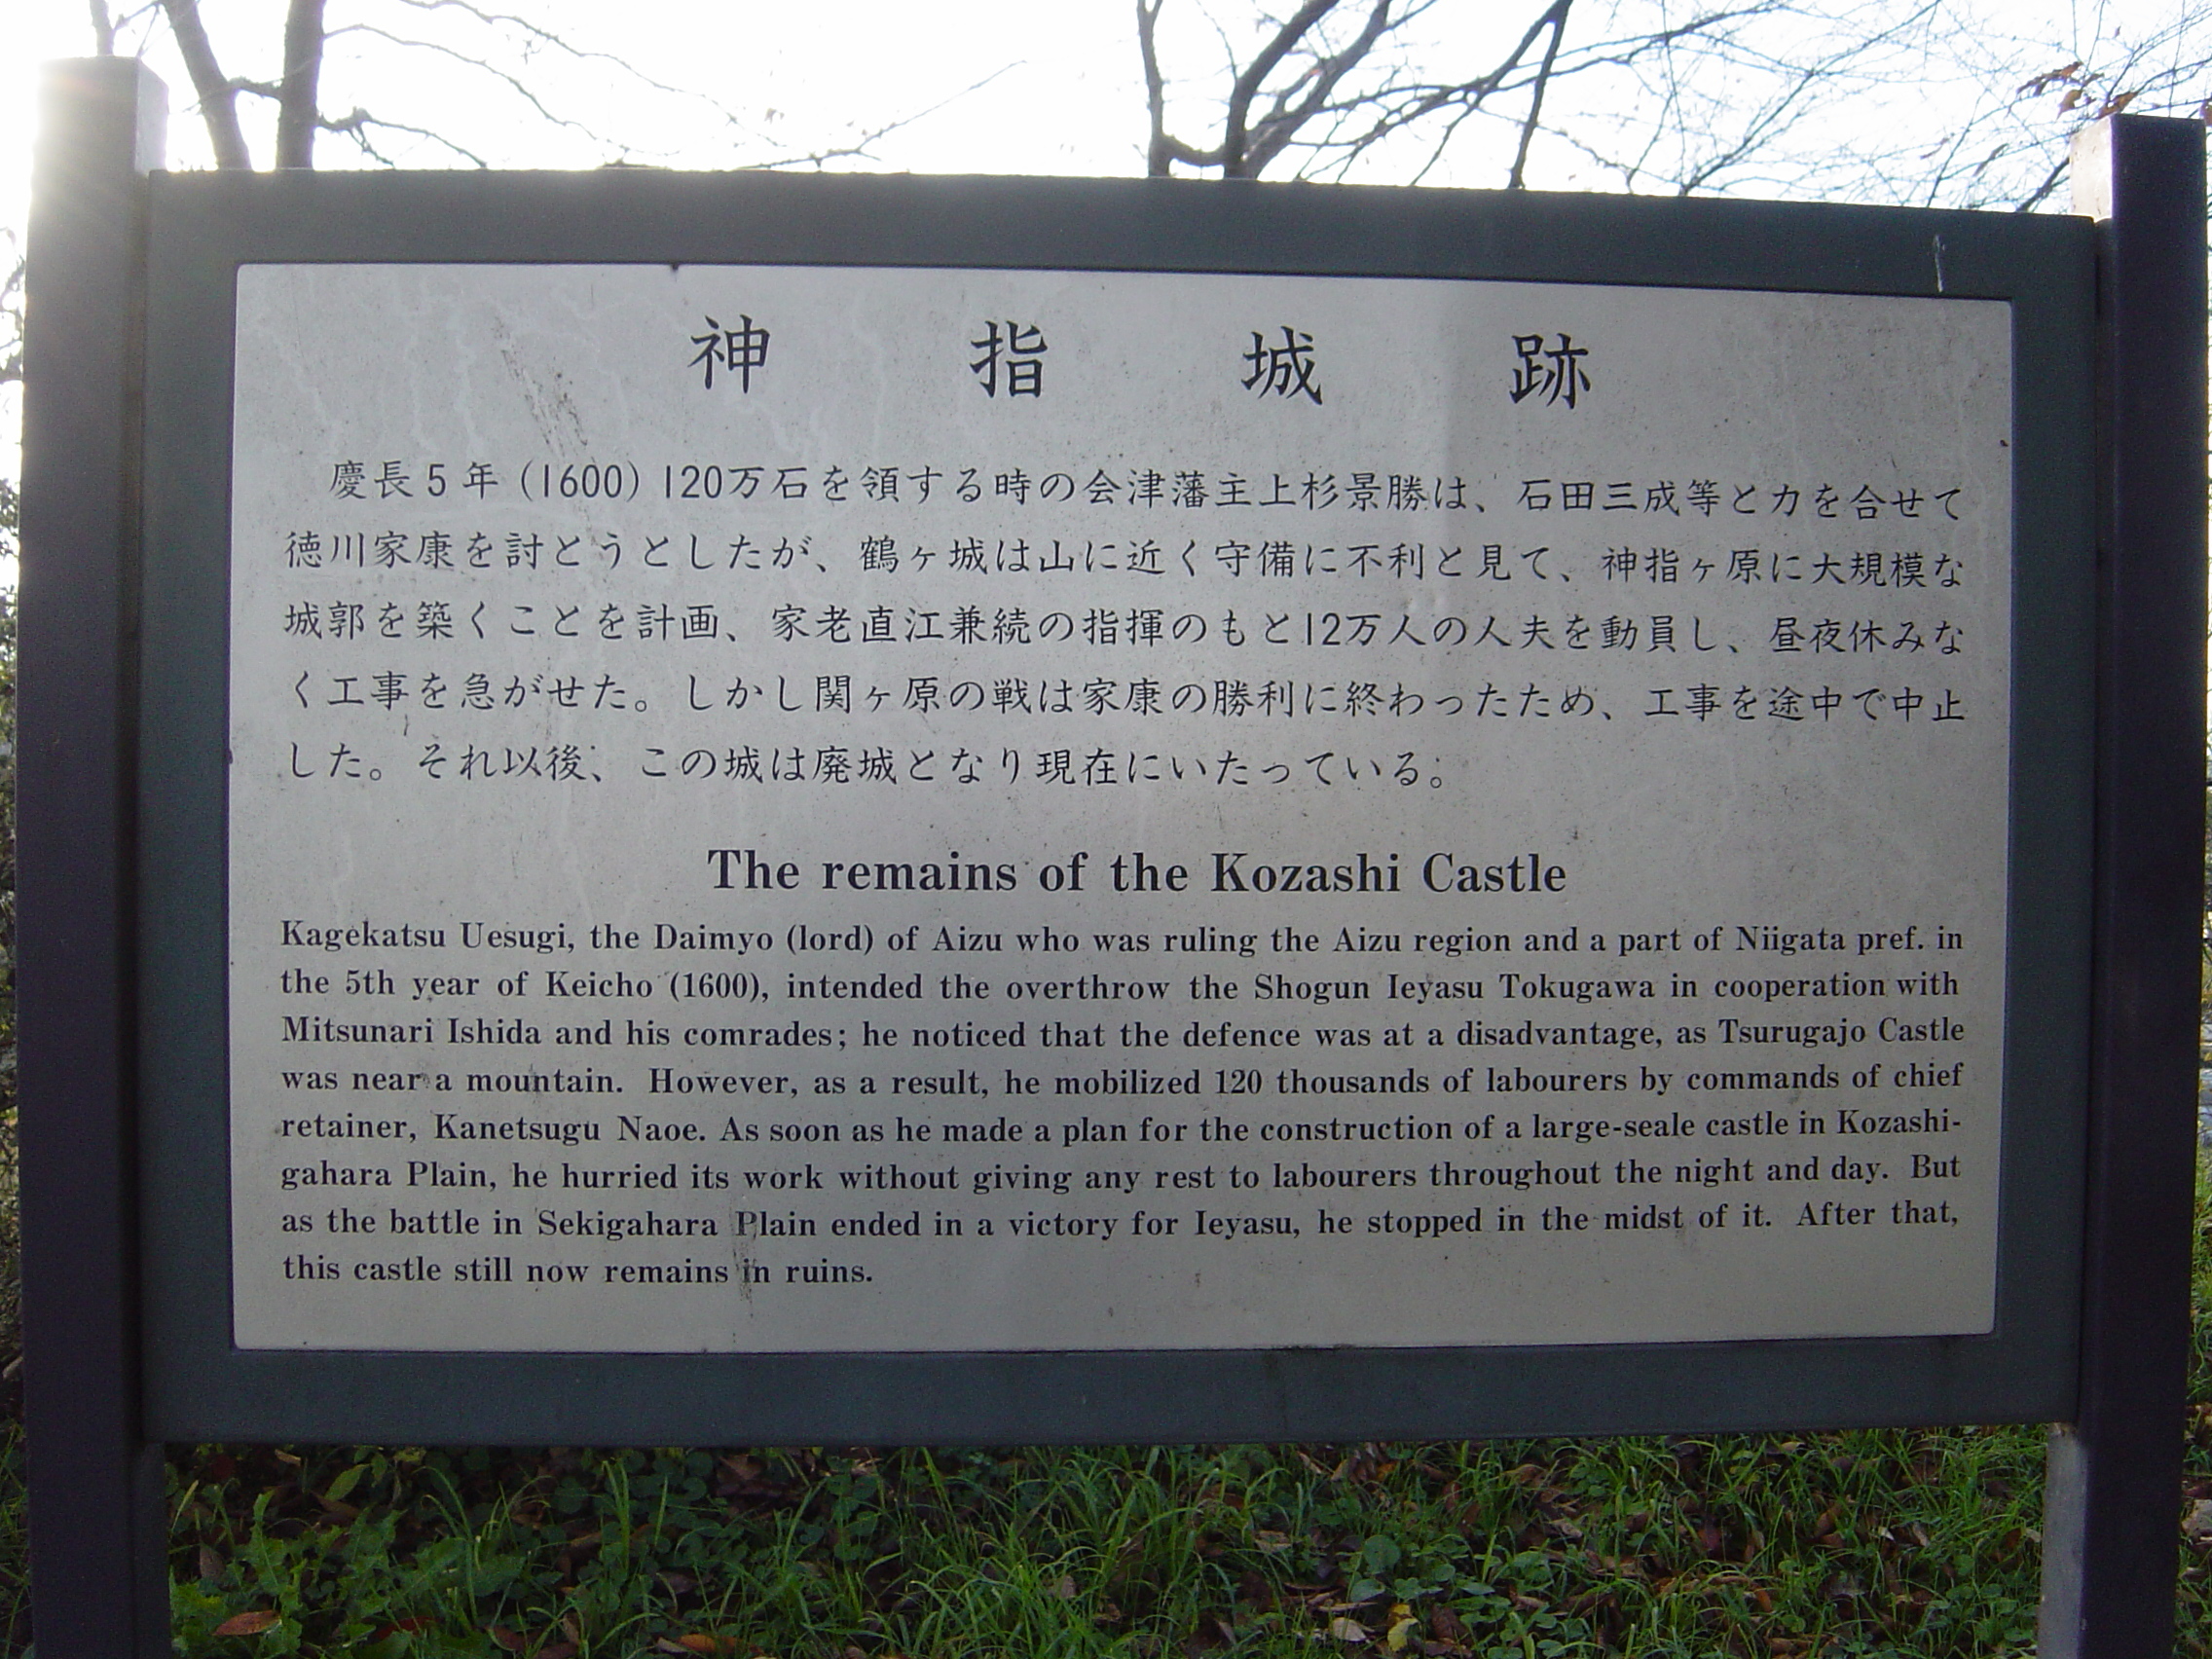 神指城跡
慶長5年(1600)120万石を領する時の会津藩主上杉景勝は、石田三成等と力を合せて
徳川家康を討とうとしたが、鶴ヶ城は山に近く守備に不利と見て、神指ヶ原に大規模な
城郭を築くことを計画、家老直江兼続の指揮のもと12万人の人夫を動員し、昼夜休みな
く工事を急がせた。しかし関ヶ原の戦は家康の勝利に終わったため、工事を途中で中止
した。それ以後、この城は廃城となり現在にいたっている。
The remains of the Kozashi Castle
Kagekatsu Uesugi, the Daimyo (lord) of Aizu who was ruling the Aizu region and a part of Niigata pref. in
the 5th year of Keicho (1600), intended the overthrow the Shogun Ieyasu Tokugawa in cooperation with
Mitsunari Ishida and his comrades; he noticed that the defence was at a disadvantage, as Tsurugajo Castle
was near a mountain. However, as a result, he mobilized 120 thousands of labourers by commands of chief
retainer, Kanetsugu Naoe. As soon as he made a plan for the construction of a large-seale castle in Kozashi-
gahara Plain, he hurried its work without giving any rest to labourers throughout the night and day. But
as the battle in Sekigahara Plain ended in a victory for Ieyasu, he stopped in the midst of it. After that,
this castle still now remains in ruins.